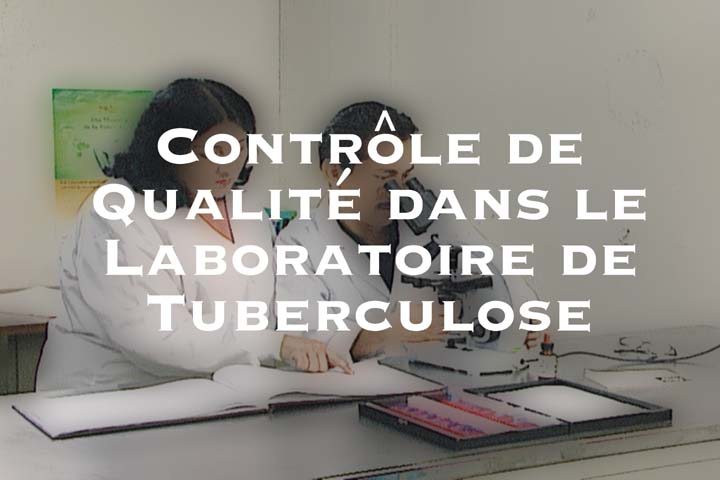 Contrôle de
Qualité dans le
Laboratoire de
Tuberculose